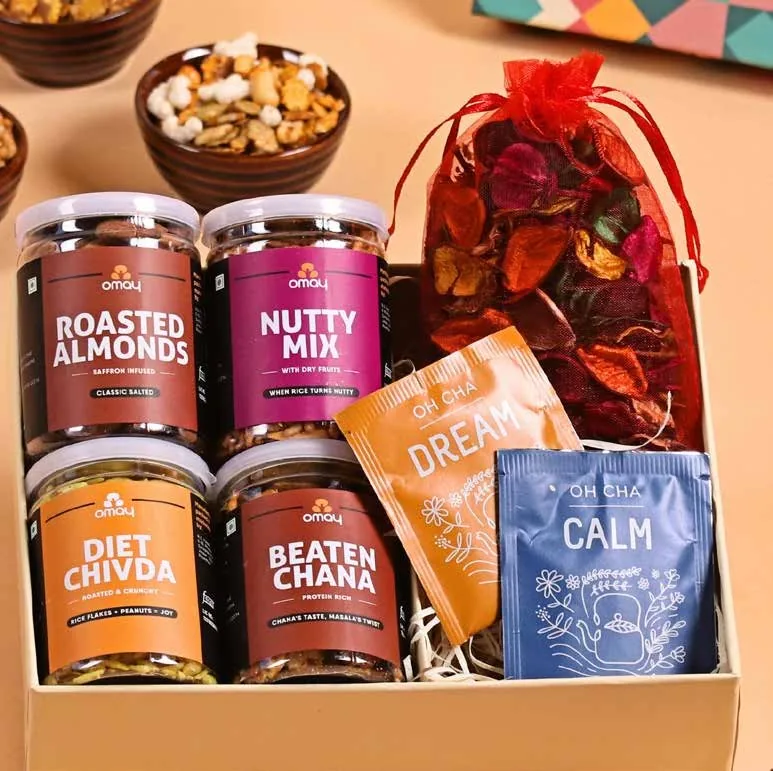 omay
ROASTED
ALMONDS
SAFFRON INFUSED
CLASSIC SALTED
omay
NUTTY
MIX
WITH DRY FRUITS
WHEN RICE TURNS NUTTY
omay
DIET
CHIVDA
ROASTED & CRUNCHY
RICE FLAKES + PEANUTS = JOY
omay
BEATEN
CHANA
PROTEIN RICH
CHANA'S TASTE, MASALA'S TWIST
OH CHA
DREAM
OH CHA
CALM